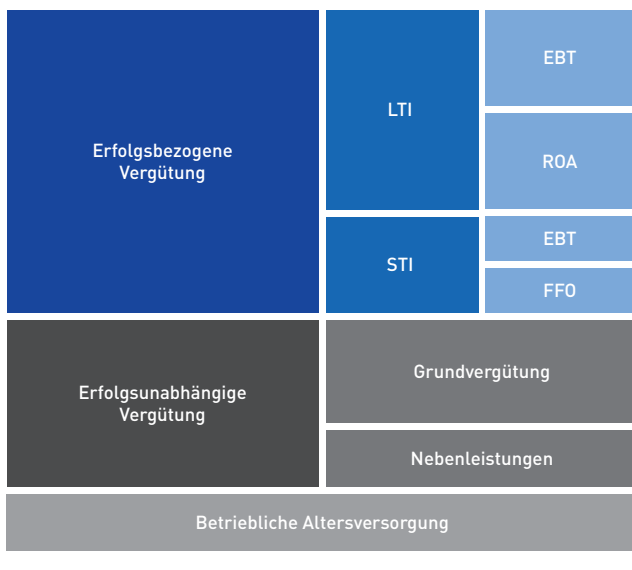 Erfolgsbezogene
Vergütung
LTI
EBT
ROA
STI
EBT
FFO
Erfolgsunabhängige
Vergütung
Grundvergütung
Nebenleistungen
Betriebliche Altersversorgung